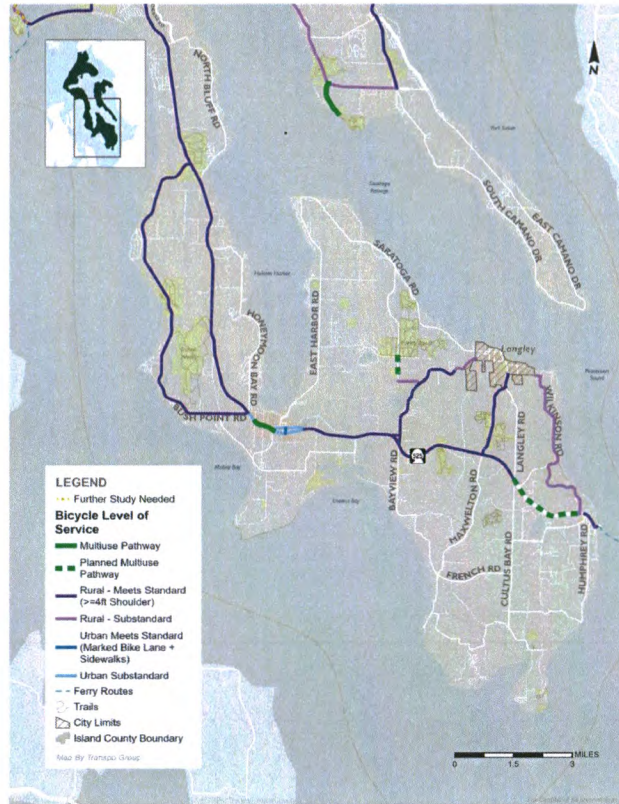 NORTH BLUFF RD
N
SOUTH CAMANO DR
EAST CAMANO DR
SARATOGA RD
EAST HARBOR RD
HONEYMOON BAY RD
Langley
BUSH POINT RD
WILKINSON RD
LANGLEY RD
BAYVIEW RD
525
MAXWELTON RD
FRENCH RD
CULTUS BAY RD
HUMPHREY RD
LEGEND
Further Study Needed
Bicycle Level of
Service
Multiuse Pathway
Planned Multiuse
Pathway
Rural - Meets Standard
(>=4ft Shoulder)
Rural - Substandard
Urban Meets Standard
(Marked Bike Lane +
Sidewalks)
Urban Substandard
Ferry Routes
Trails
City Limits
Island County Boundary
Map By Transpo Group
MILES
0 1.5 3